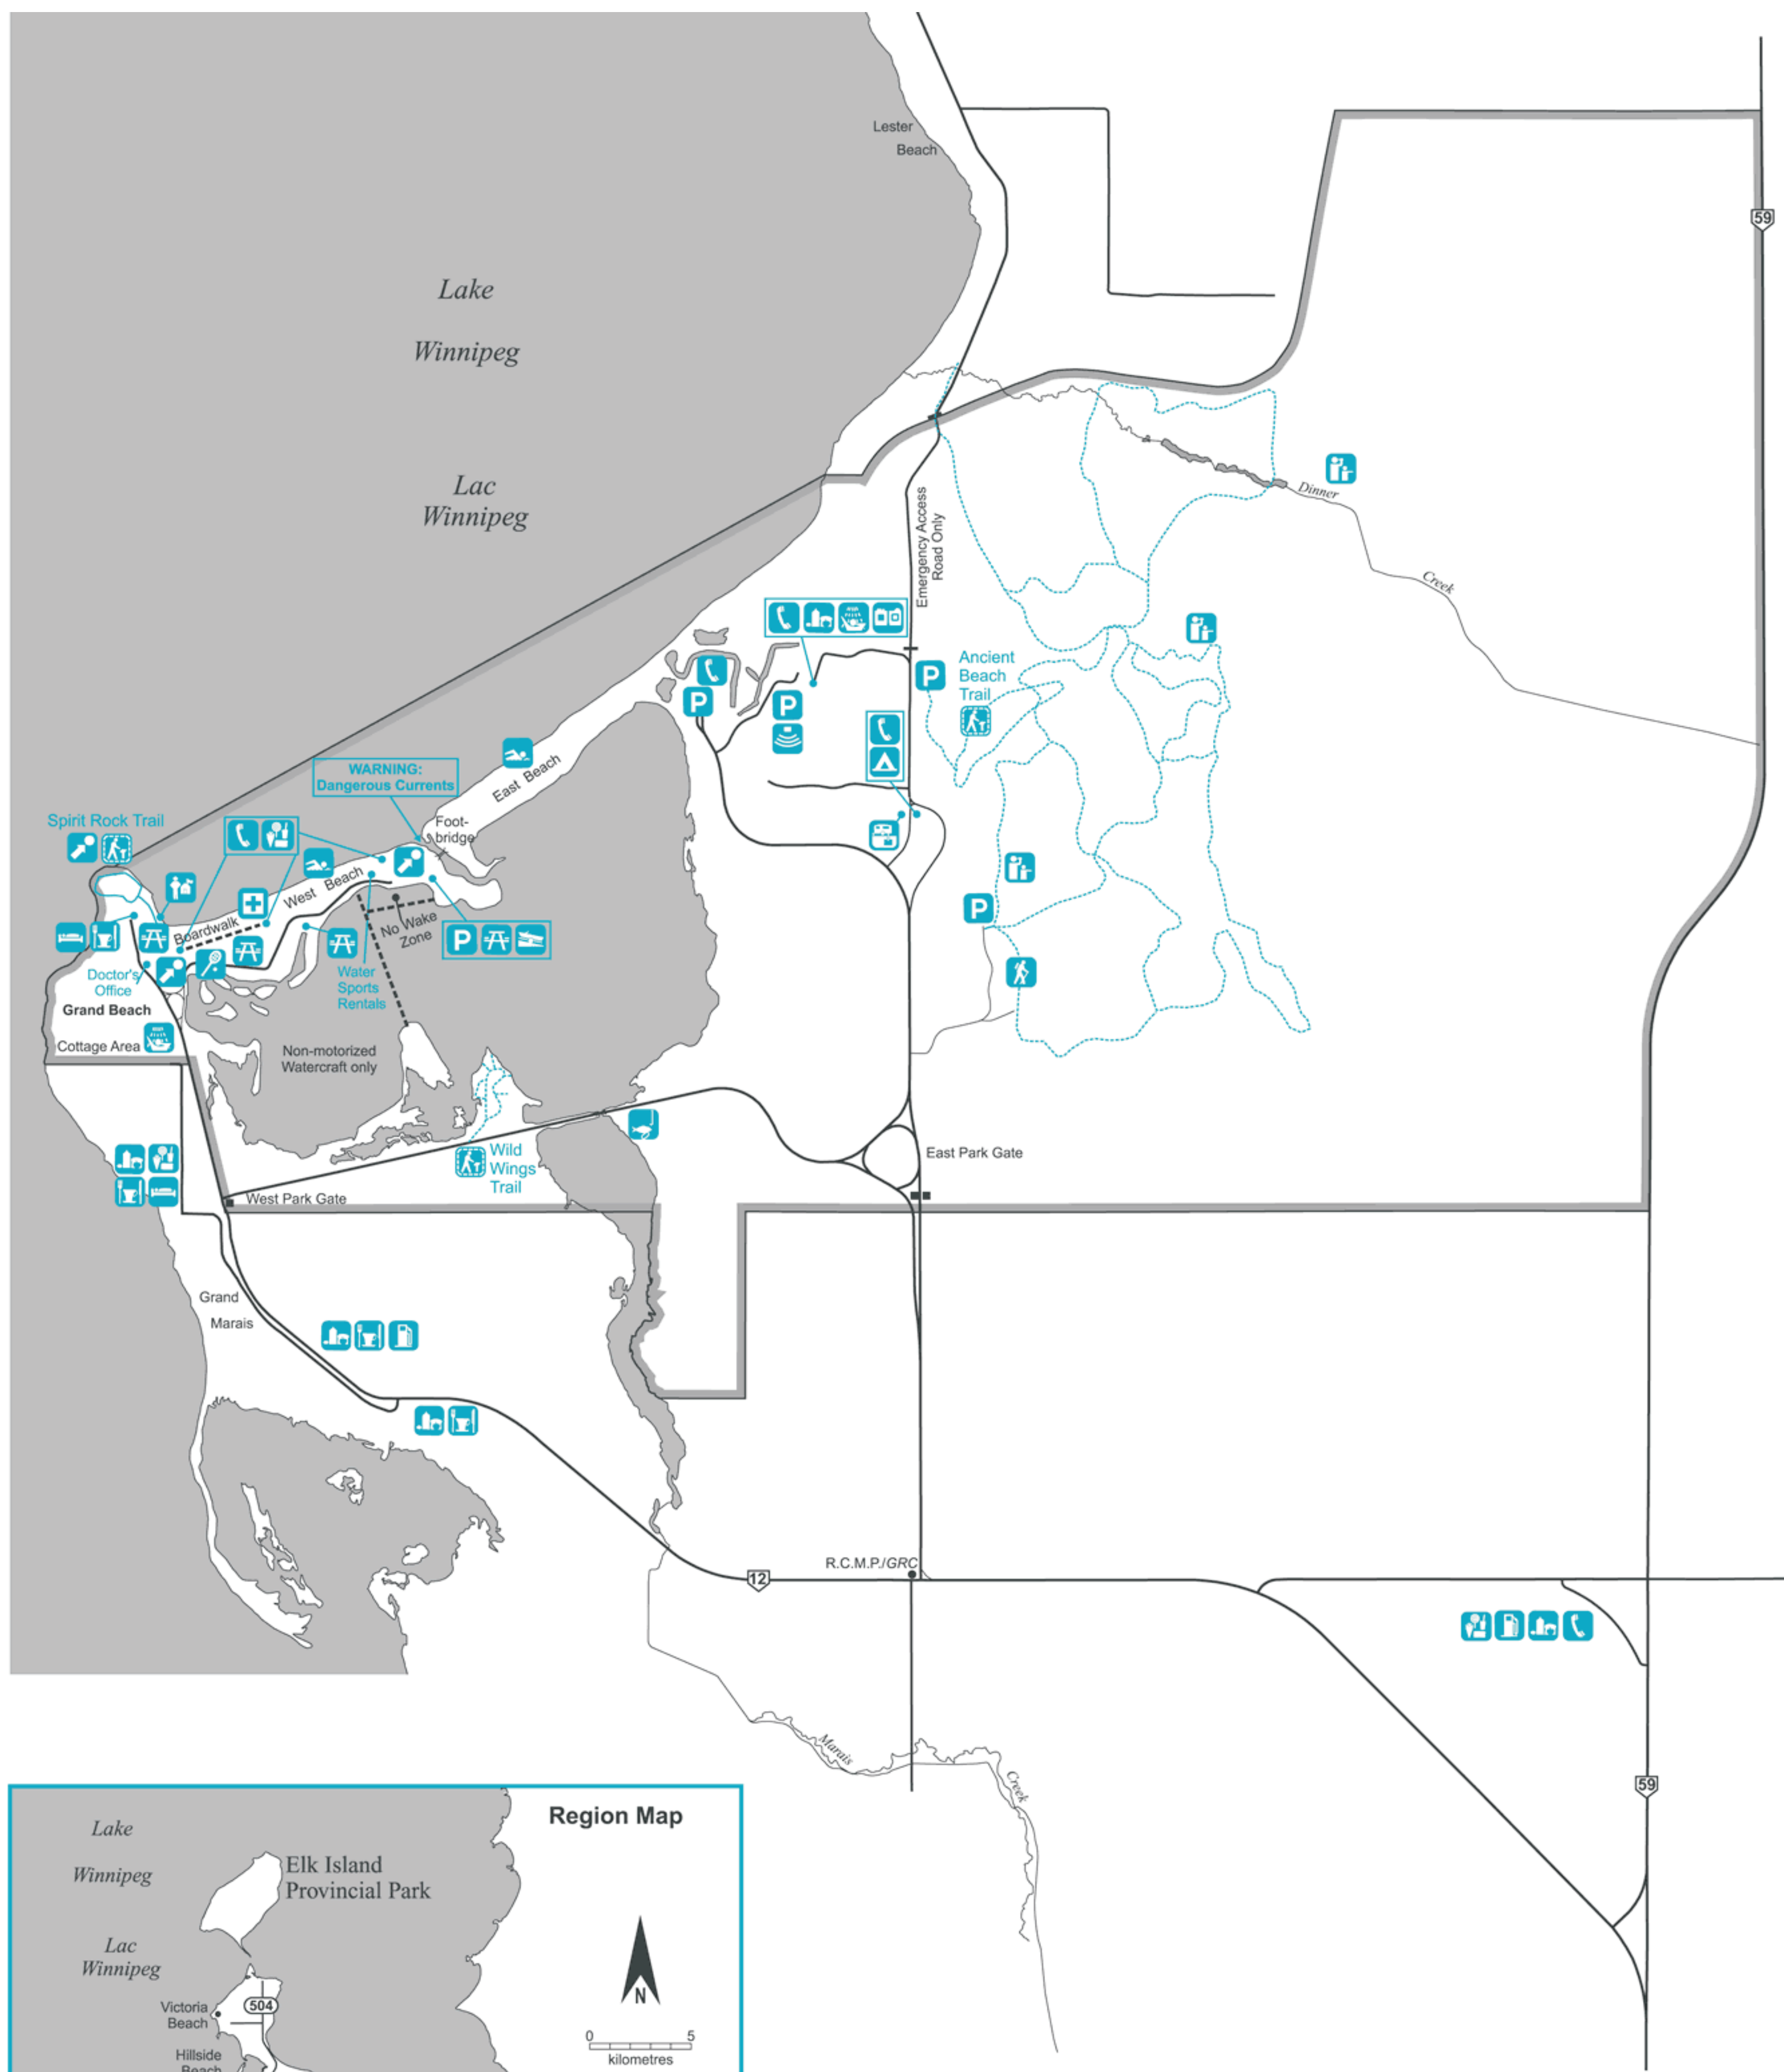 Lester
Beach
59
Lake
Winnipeg
Lac
Winnipeg
Dinner
Creek
Emergency Access
Road Only
P
Ancient
Beach
Trail
P
P
WARNING:
Dangerous Currents
East Beach
Foot-
bridge
Spirit Rock Trail
West Beach
Boardwalk
No Wake
Zone
P
P
Doctor's
Office
Water
Sports
Rentals
Grand Beach
Cottage Area
Non-motorized
Watercraft only
Wild
Wings
Trail
East Park Gate
West Park Gate
Grand
Marais
R.C.M.P./GRC
12
59
Marais
Creek
Region Map
Lake
Winnipeg
Elk Island
Provincial Park
Lac
Winnipeg
N
Victoria
Beach
504
0 5
kilometres
Hillside
Beach